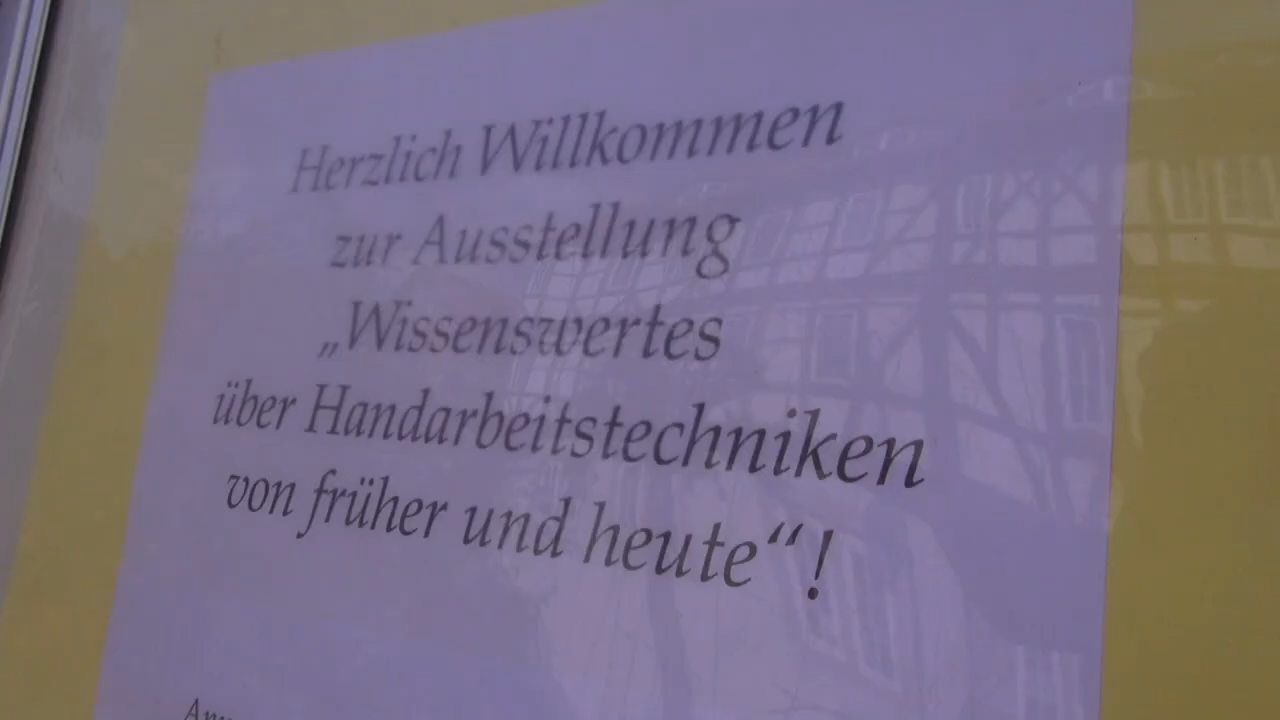 Herzlich Willkommen
zur Ausstellung
„Wissenswertes
über Handarbeitstechniken
von früher und heute“!